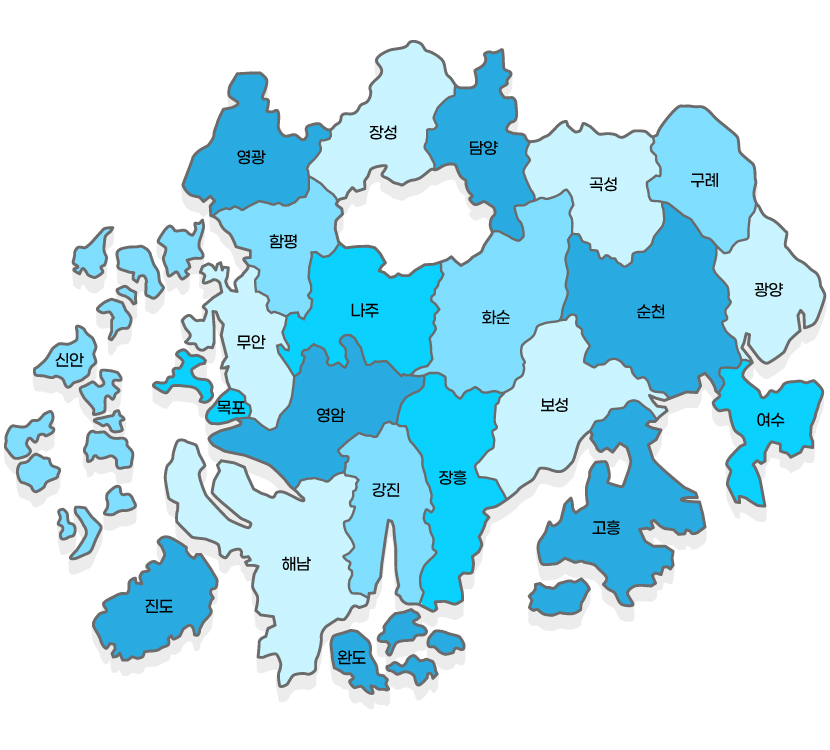 장성
담양
영광
곡성
구례
함평
광양
나주
순천
화순
무안
신안
보성
목포
영암
여수
장흥
강진
고흥
해남
진도
완도